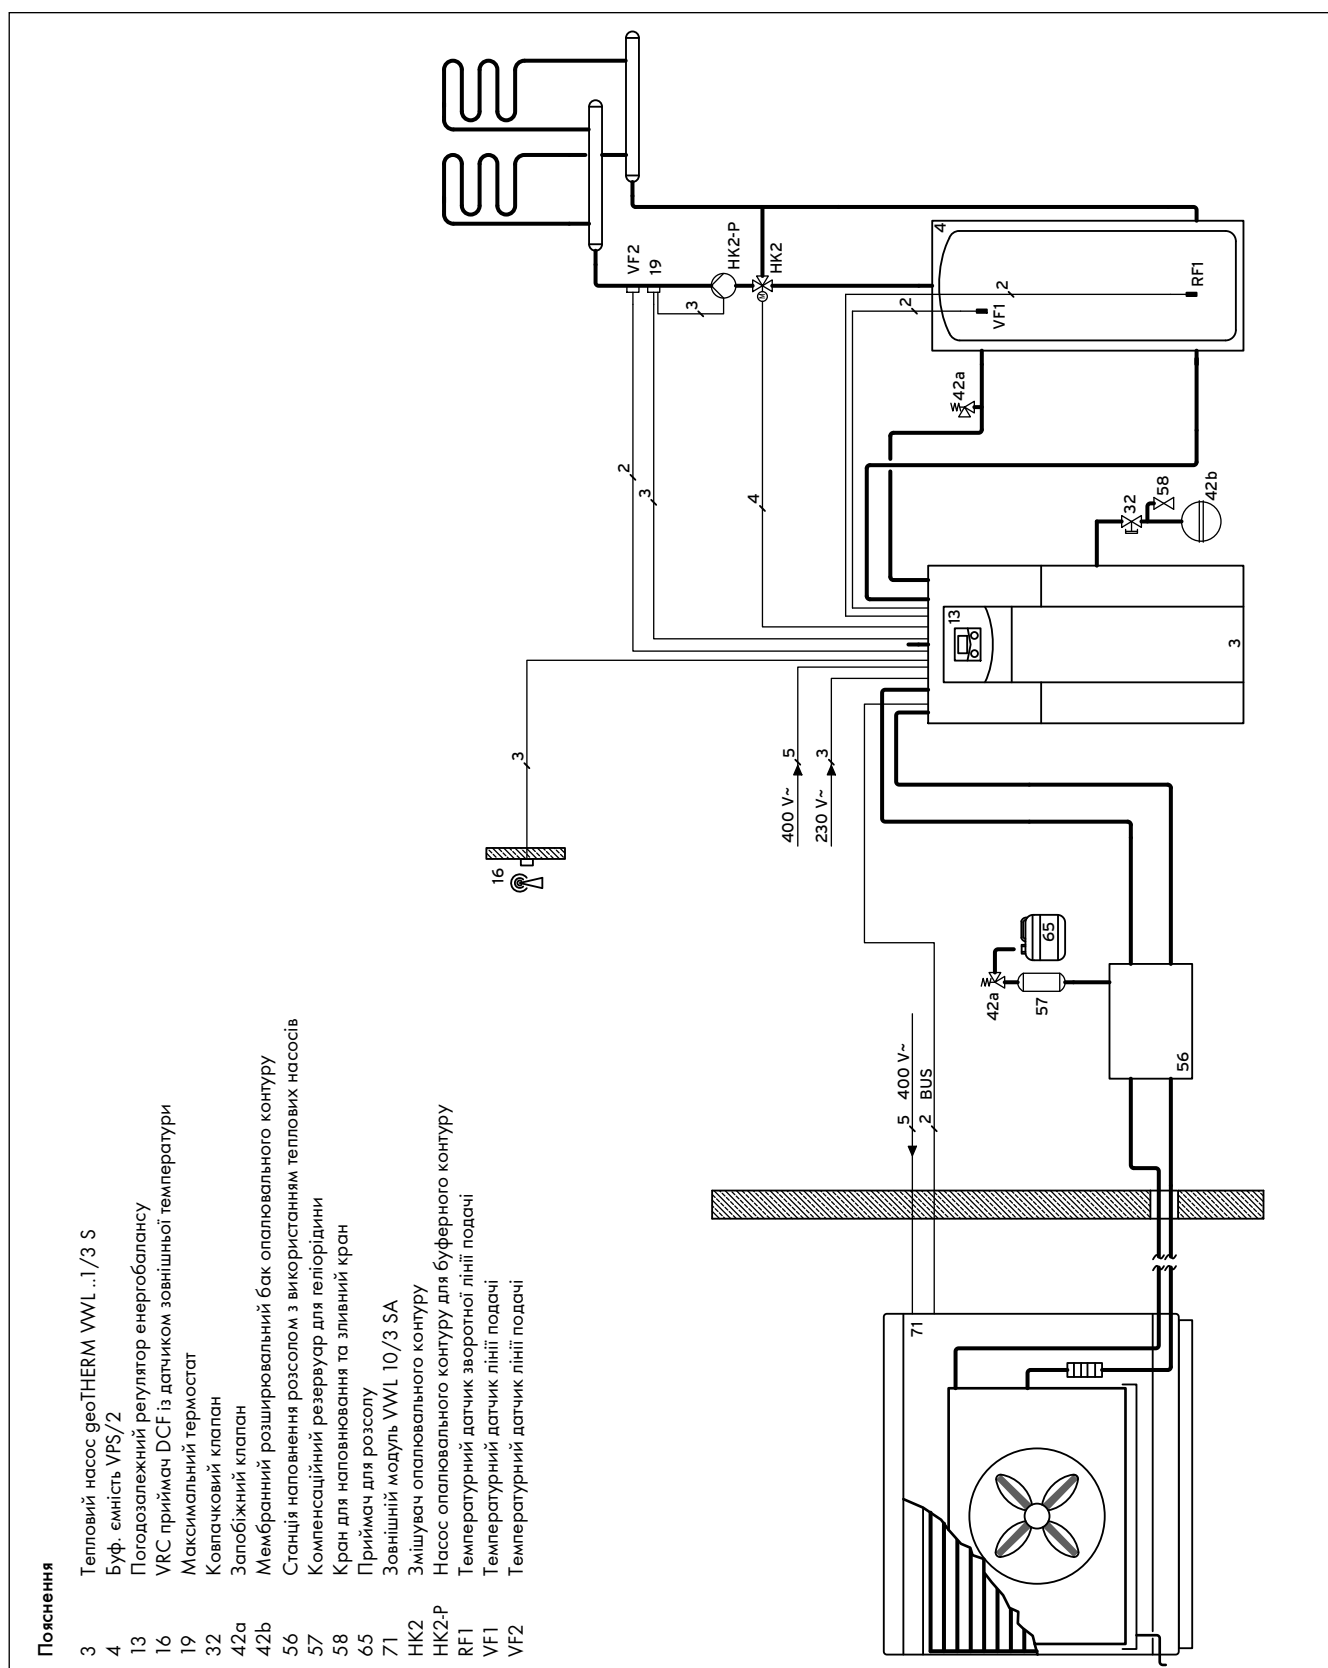 Пояснення
3 Тепловий насос geoTHERM VWL ..1/3 S
4 Буф. ємність VPS/2
13 Погодозалежний регулятор енергобалансу
16 VRC приймач DCF із датчиком зовнішньої температури
19 Максимальний термостат
32 Ковпачковий клапан
42a Запобіжний клапан
42b Мембранний розширювальний бак опалювального контуру
56 Станція наповнення розсолом з використанням теплових насосів
57 Компенсаційний резервуар для геліорідини
58 Кран для наповнювання та зливний кран
65 Приймач для розсолу
71 Зовнішній модуль VWL 10/3 SA
HK2 Змішувач опалювального контуру
HK2-P Насос опалювального контуру для буферного контуру
RF1 Температурний датчик зворотної лінії подачі
VF1 Температурний датчик лінії подачі
VF2 Температурний датчик лінії подачі
71
5 400 V~
2 BUS
56
57
42a
65
16
3
400 V~ 5
230 V~ 3
13
3
2
3
4
32
58
42b
42a
VF2
19
3
HK2-P
HK2
2
2
4
VF1
RF1
M